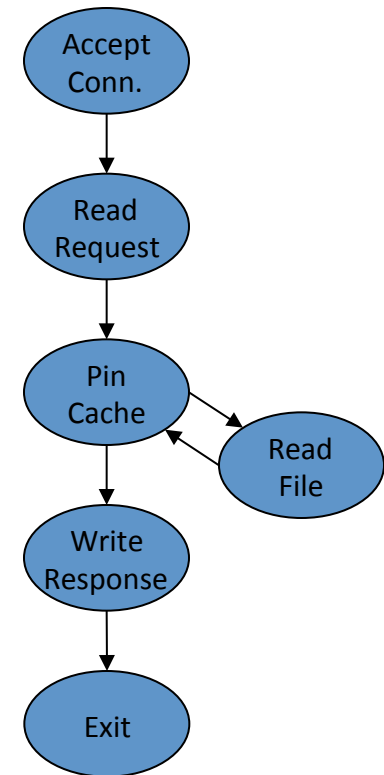 Accept
Conn.
Read
Request
Pin
Cache
Read
File
Write
Response
Exit